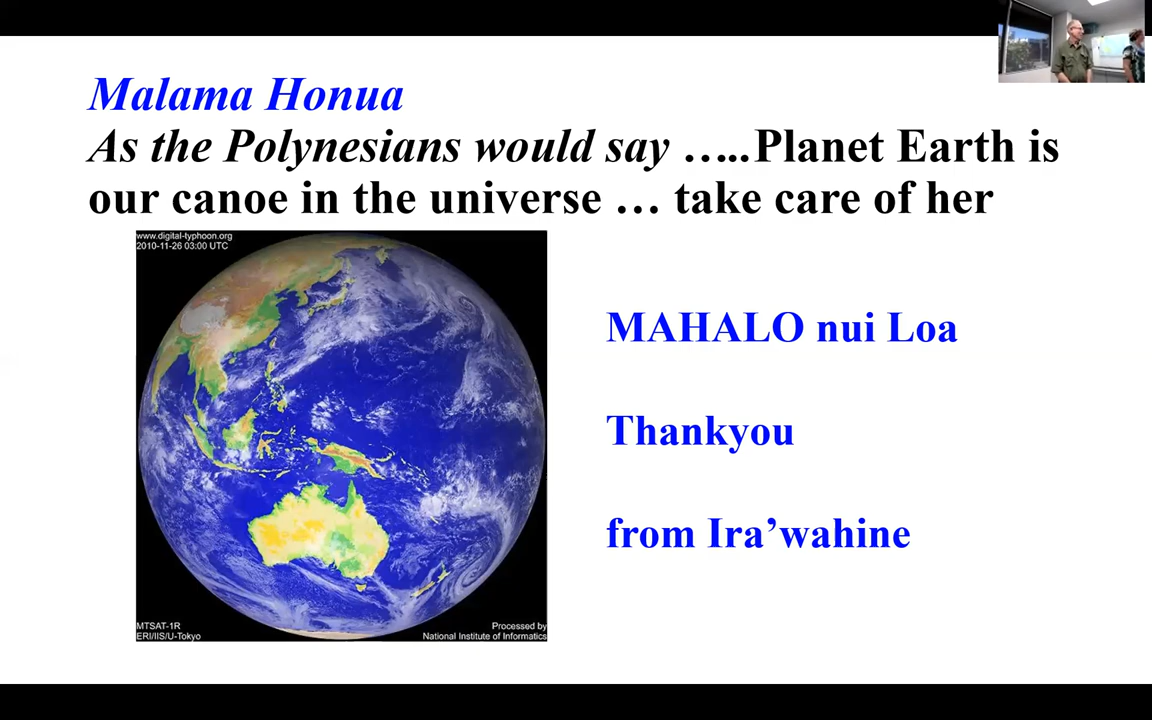 Malama Honua
As the Polynesians would say …..Planet Earth is
our canoe in the universe … take care of her
www.digital-typhoon.org
2010-11-26 03:00 UTC
MAHALO nui Loa
Thankyou
from Ira’wahine
MTSAT-1R
ERI/IIS/U-Tokyo
Processed by
National Institute of Informatics